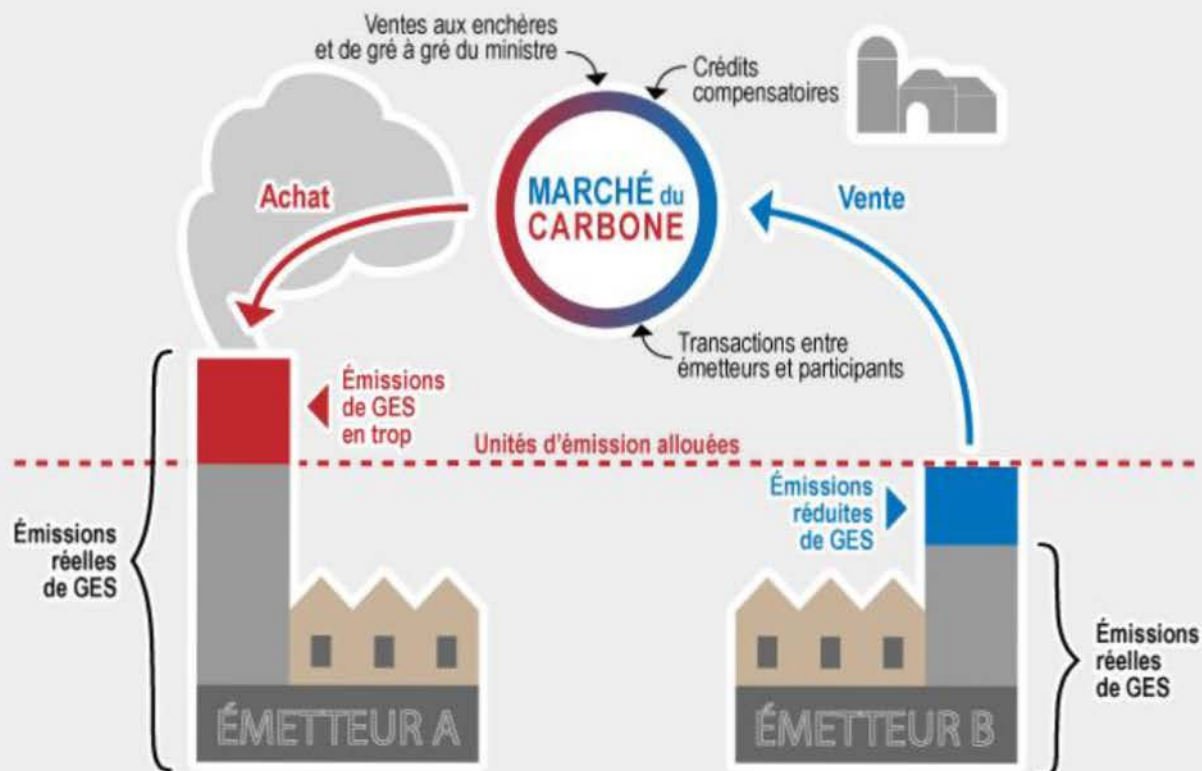 Ventes aux enchères
et de gré à gré du ministre
Crédits
compensatoires
Achat
MARCHÉ du
CARBONE
Vente
Transactions entre
émetteurs et participants
Émissions
de GES
en trop
Unités d'émission allouées
Émissions
réduites
de GES
Émissions
réelles
de GES
Émissions
réelles
de GES
ÉMETTEUR A
ÉMETTEUR B